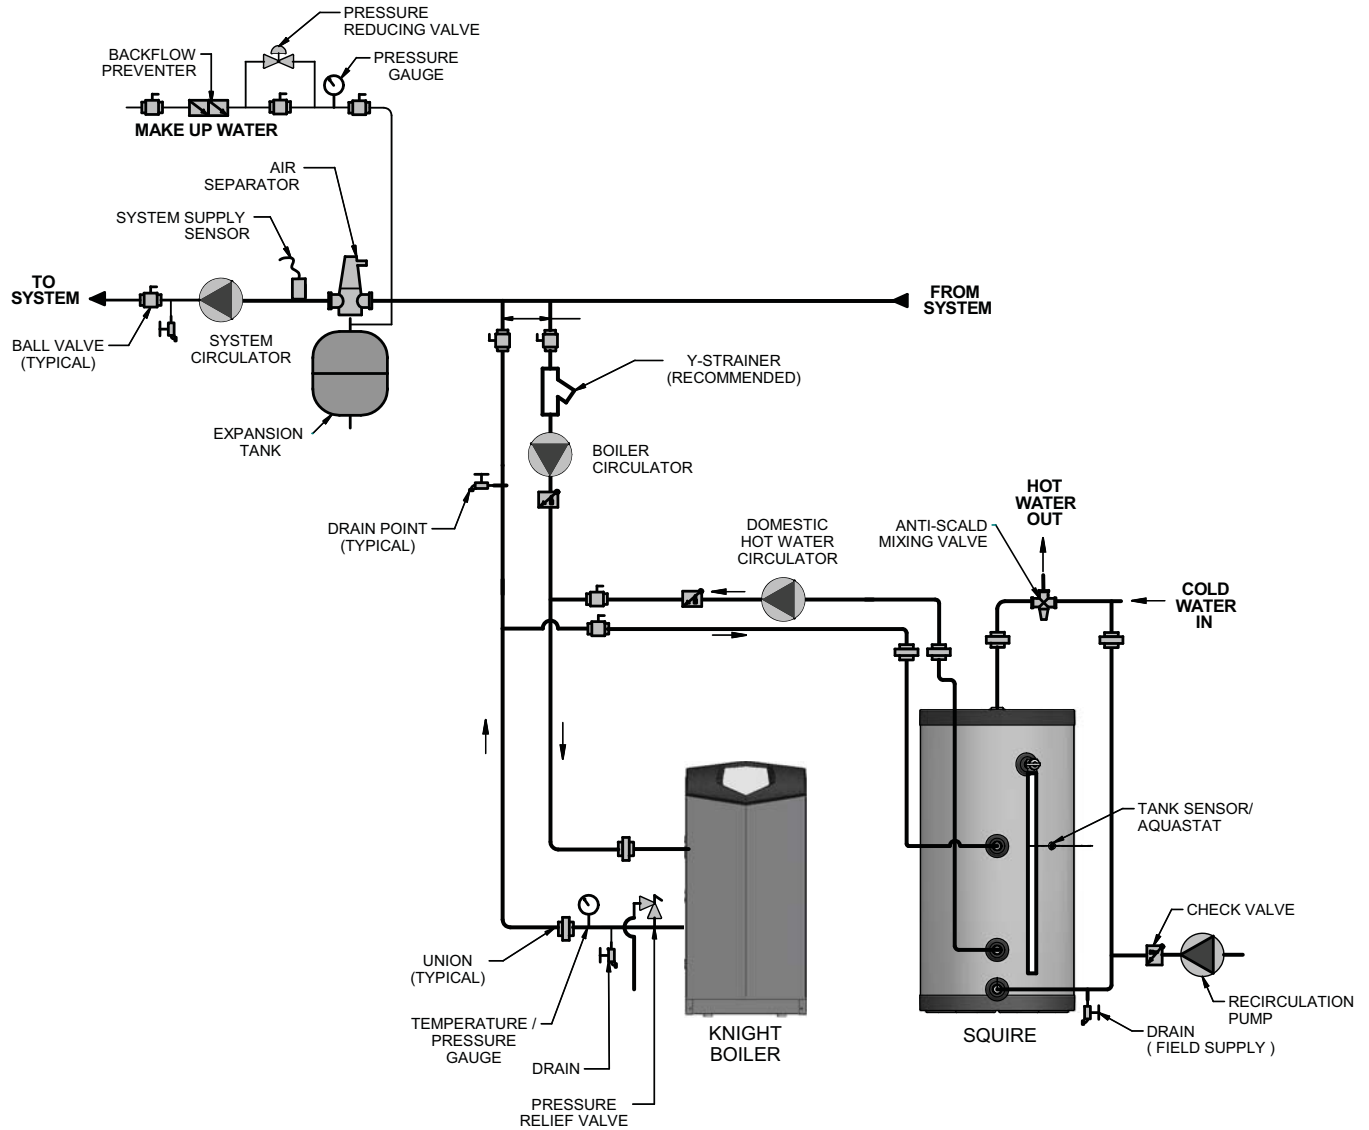 PRESSURE
REDUCING VALVE
BACKFLOW
PREVENTER
PRESSURE
GAUGE
MAKE UP WATER
AIR
SEPARATOR
SYSTEM SUPPLY
SENSOR
TO
SYSTEM
FROM
SYSTEM
BALL VALVE
(TYPICAL)
SYSTEM
CIRCULATOR
Y-STRAINER
(RECOMMENDED)
EXPANSION
TANK
BOILER
CIRCULATOR
DRAIN POINT
(TYPICAL)
DOMESTIC
HOT WATER
CIRCULATOR
ANTI-SCALD
MIXING VALVE
HOT
WATER
OUT
COLD
WATER
IN
TANK SENSOR/
AQUASTAT
CHECK VALVE
UNION
(TYPICAL)
RECIRCULATION
PUMP
TEMPERATURE /
PRESSURE
GAUGE
KNIGHT
BOILER
SQUIRE
DRAIN
( FIELD SUPPLY )
DRAIN
PRESSURE
RELIEF VALVE